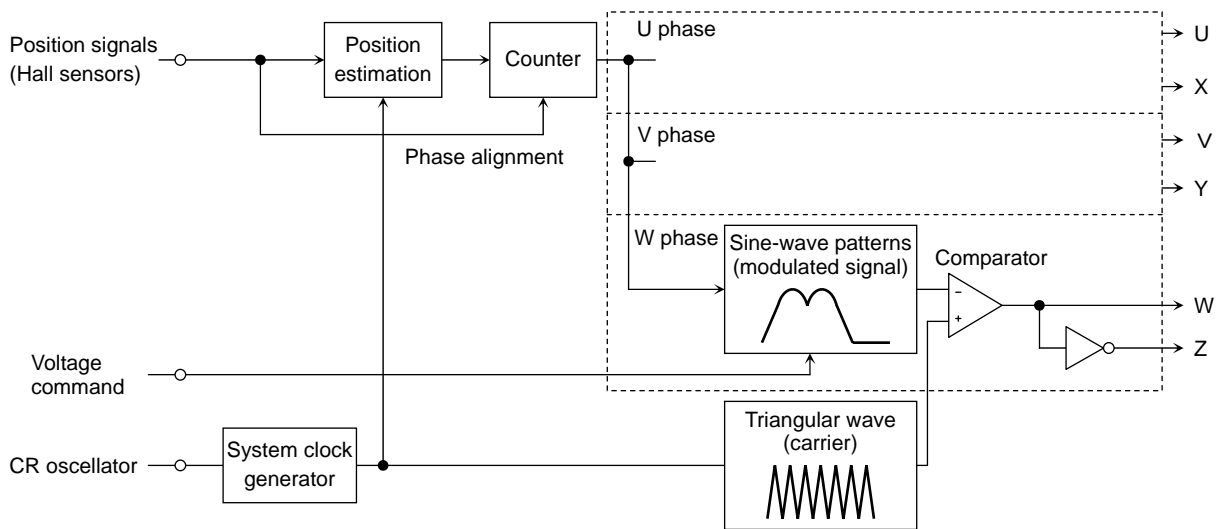 Position signals
(Hall sensors)
Position
estimation
Counter
Phase alignment
U phase
U
X
V phase
V
Y
W phase
Sine-wave patterns
(modulated signal)
Comparator
−
+
W
Z
Voltage
command
CR oscellator
System clock
generator
Triangular wave
(carrier)